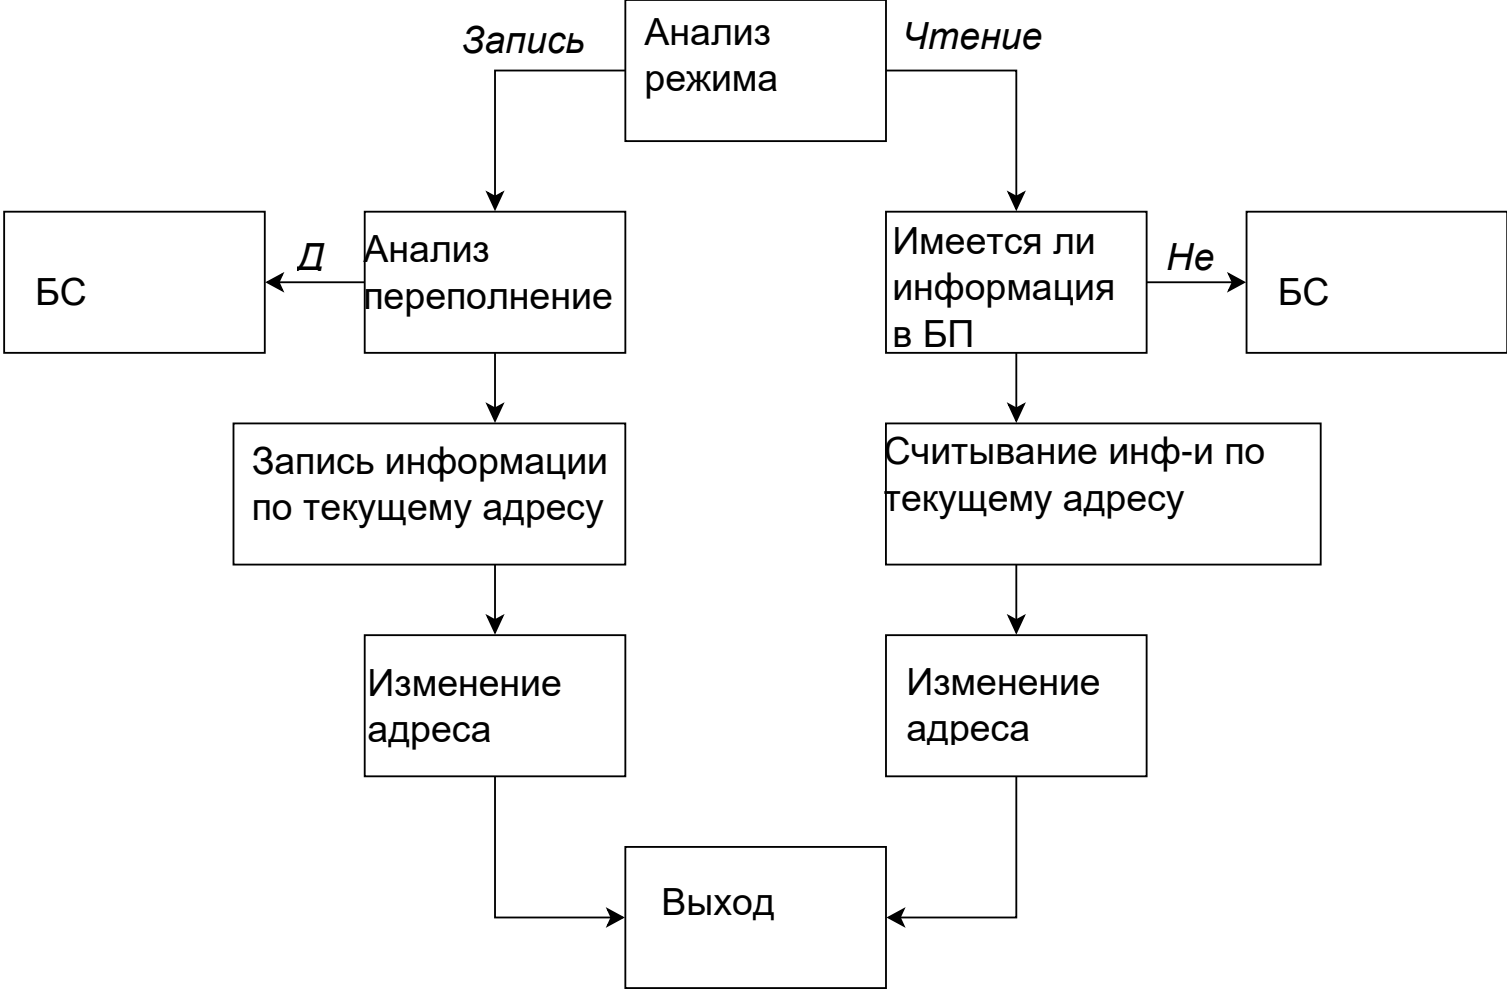 Запись
Анализ
режима
Чтение
БС
Д
Анализ
переполнение
Имеется ли
информация
в БП
Не
БС
Запись информации
по текущему адресу
Считывание инф-и по
текущему адресу
Изменение
адреса
Изменение
адреса
Выход